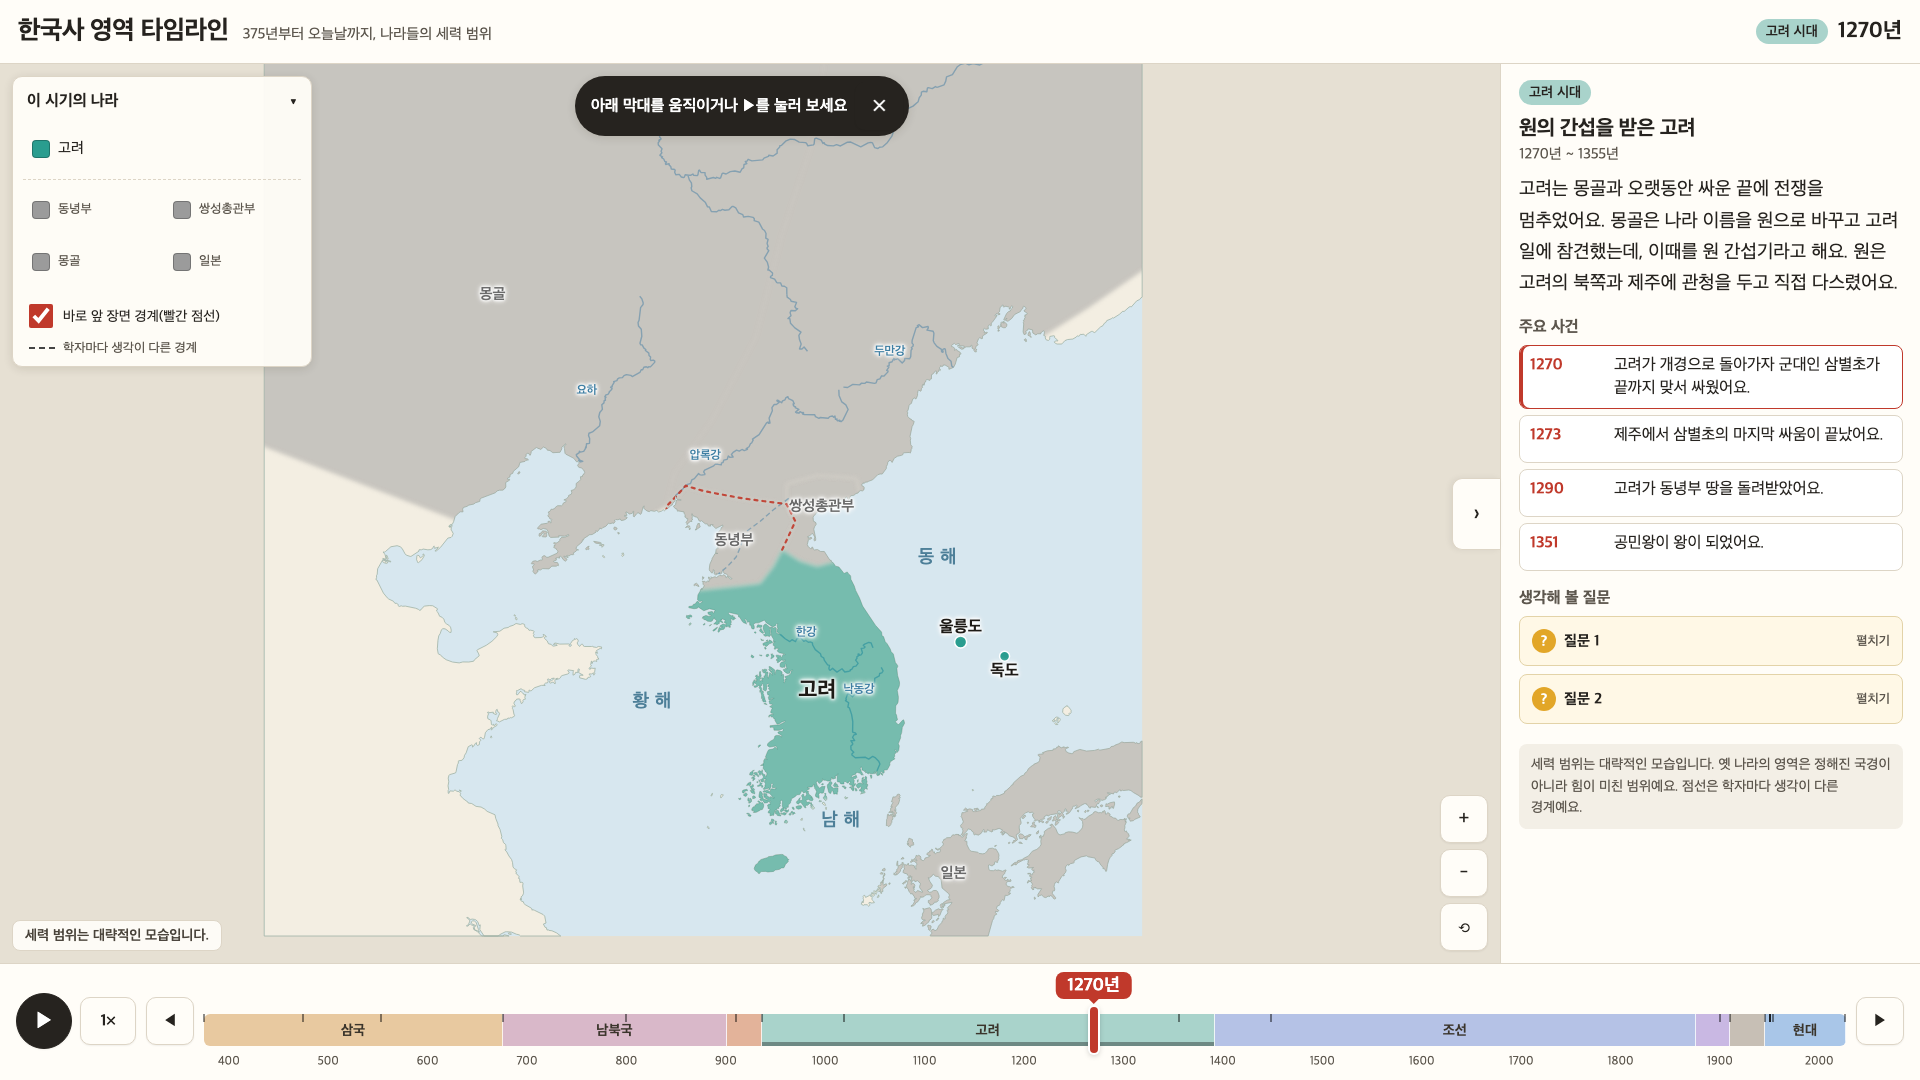 한국사 영역 타임라인
375년부터 오늘날까지, 나라들의 세력 범위
고려 시대
1270년
이 시기의 나라 ▾
고려
동녕부
쌍성총관부
몽골
일본
바로 앞 장면 경계(빨간 점선)
학자마다 생각이 다른 경계
아래 막대를 움직이거나 ▶를 눌러 보세요 ✕
몽골
두만강
요하
압록강
쌍성총관부
동녕부
동 해
울릉도
한강
독도
고려
낙동강
황 해
남 해
일본
세력 범위는 대략적인 모습입니다.
›
+
−
⟲
고려 시대
원의 간섭을 받은 고려
1270년 ~ 1355년
고려는 몽골과 오랫동안 싸운 끝에 전쟁을
멈추었어요. 몽골은 나라 이름을 원으로 바꾸고 고려
일에 참견했는데, 이때를 원 간섭기라고 해요. 원은
고려의 북쪽과 제주에 관청을 두고 직접 다스렸어요.
주요 사건
1270 고려가 개경으로 돌아가자 군대인 삼별초가
끝까지 맞서 싸웠어요.
1273 제주에서 삼별초의 마지막 싸움이 끝났어요.
1290 고려가 동녕부 땅을 돌려받았어요.
1351 공민왕이 왕이 되었어요.
생각해 볼 질문
? 질문 1 펼치기
? 질문 2 펼치기
세력 범위는 대략적인 모습입니다. 옛 나라의 영역은 정해진 국경이
아니라 힘이 미친 범위예요. 점선은 학자마다 생각이 다른
경계예요.
1270년
▶ 1× ◀
삼국 남북국 고려 조선 현대
▶
400 500 600 700 800 900 1000 1100 1200 1300 1400 1500 1600 1700 1800 1900 2000